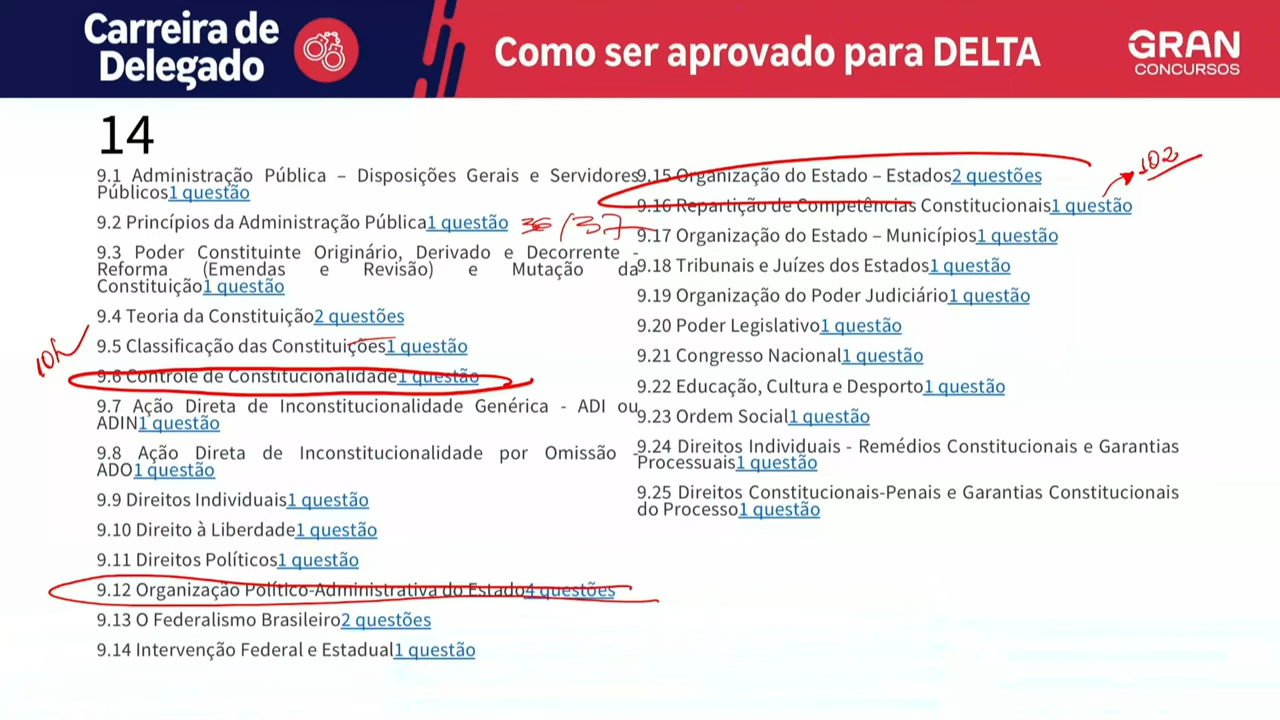 Carreira de
Delegado
Como ser aprovado para DELTA
GRAN
CONCURSOS
14
9.1 Administração Pública – Disposições Gerais e Servidores
Públicos1 questão
9.2 Princípios da Administração Pública1 questão 36/37
9.3 Poder Constituinte Originário, Derivado e Decorrente -
Reforma (Emendas e Revisão) e Mutação da
Constituição1 questão
9.4 Teoria da Constituição2 questões
9.5 Classificação das Constituições1 questão
9.6 Controle de Constitucionalidade1 questão
9.7 Ação Direta de Inconstitucionalidade Genérica - ADI ou
ADIN1 questão
9.8 Ação Direta de Inconstitucionalidade por Omissão -
ADO1 questão
9.9 Direitos Individuais1 questão
9.10 Direito à Liberdade1 questão
9.11 Direitos Políticos1 questão
9.12 Organização Político-Administrativa do Estado4 questões
9.13 O Federalismo Brasileiro2 questões
9.14 Intervenção Federal e Estadual1 questão
9.15 Organização do Estado – Estados2 questões
9.16 Repartição de Competências Constitucionais1 questão
9.17 Organização do Estado – Municípios1 questão
9.18 Tribunais e Juízes dos Estados1 questão
9.19 Organização do Poder Judiciário1 questão
9.20 Poder Legislativo1 questão
9.21 Congresso Nacional1 questão
9.22 Educação, Cultura e Desporto1 questão
9.23 Ordem Social1 questão
9.24 Direitos Individuais - Remédios Constitucionais e Garantias
Processuais1 questão
9.25 Direitos Constitucionais-Penais e Garantias Constitucionais
do Processo1 questão